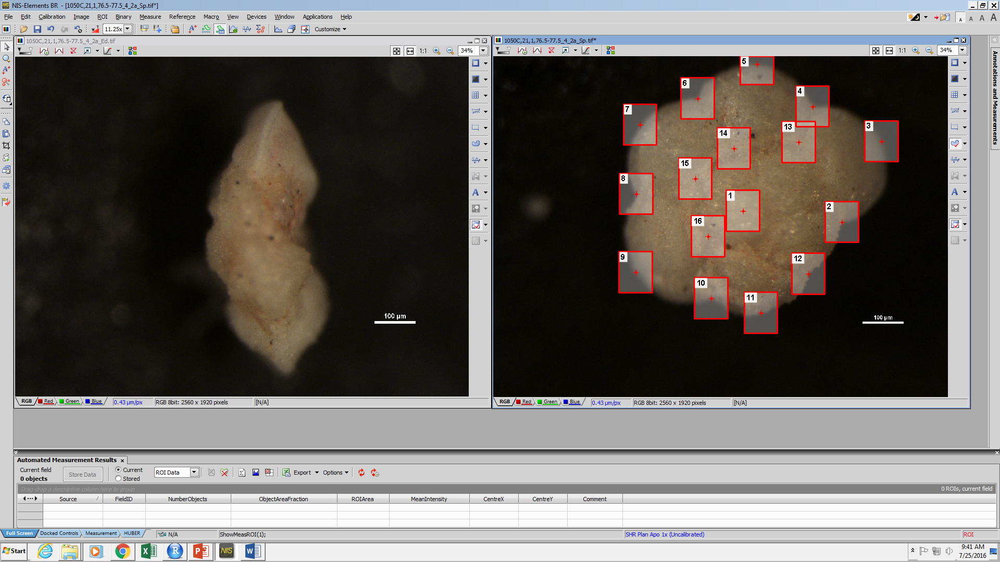 NIS-Elements BR - [1050C,21,1,76.5-77.5_4_2a_Sp.tif*]
File Edit Calibration Image ROI Binary Measure Reference Macro View Devices Window Applications Help
11.25x Customize
1050C,21,1,76.5-77.5_4_2a_Ed.tif
1:1 34%
100 µm
RGB Red Green Blue 0.43 µm/px RGB 8bit: 2560 x 1920 pixels [N/A]
1050C,21,1,76.5-77.5_4_2a_Sp.tif*
1:1 34%
5
6
4
7
13
3
14
15
8
1
2
16
9
12
10
11
100 µm
RGB Red Green Blue 0.43 µm/px RGB 8bit: 2560 x 1920 pixels [N/A]
Annotations and Measurements
Automated Measurement Results
Current field
0 objects
Store Data
Current
Stored
ROI Data
Export Options
Drag-drop a descriptive column here to group
0 ROIs, current field
Source FieldID NumberObjects ObjectAreaFraction ROIArea MeanIntensity CentreX CentreY Comment
Full Screen Docked Controls Measurement HUBER N/A ShowMeasROI(1); SHR Plan Apo 1x (Uncalibrated) ROI
Start
NIS
9:41 AM
7/25/2016